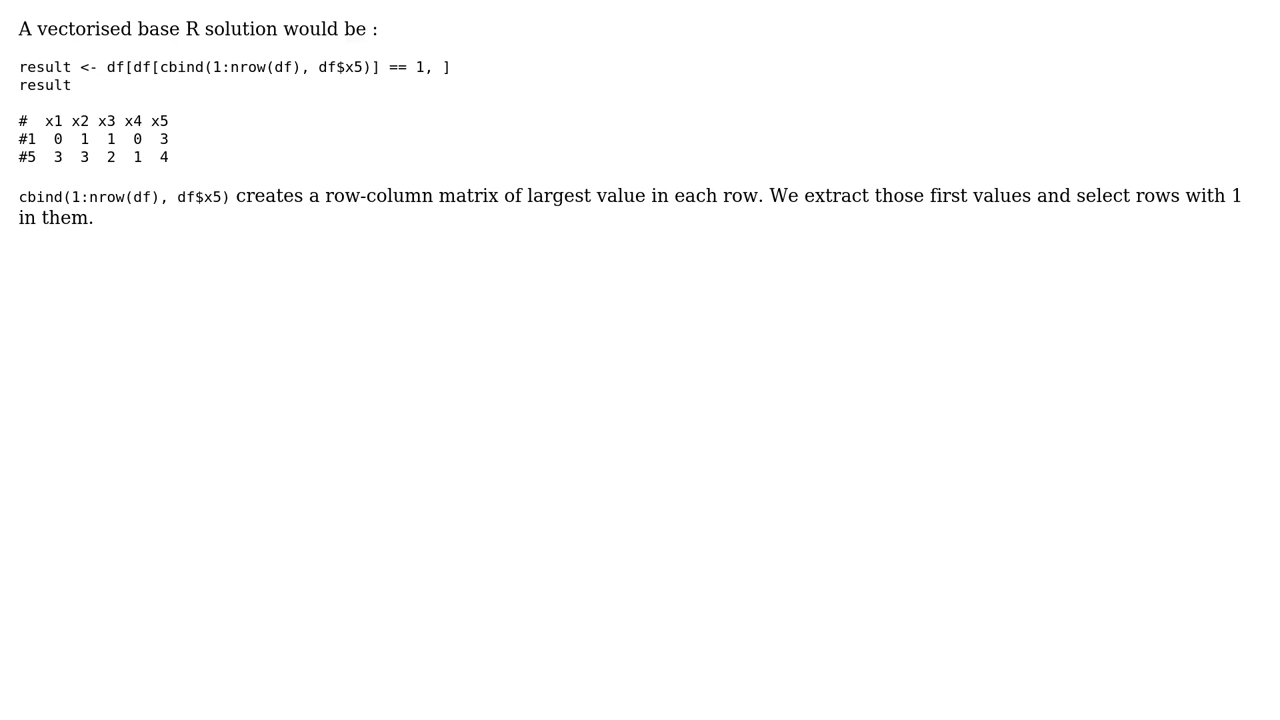 A vectorised base R solution would be :
result <- df[df[cbind(1:nrow(df), df$x5)] == 1, ]
result
#  x1 x2 x3 x4 x5
#1  0  1  1  0  3
#5  3  3  2  1  4
cbind(1:nrow(df), df$x5) creates a row-column matrix of largest value in each row. We extract those first values and select rows with 1
in them.